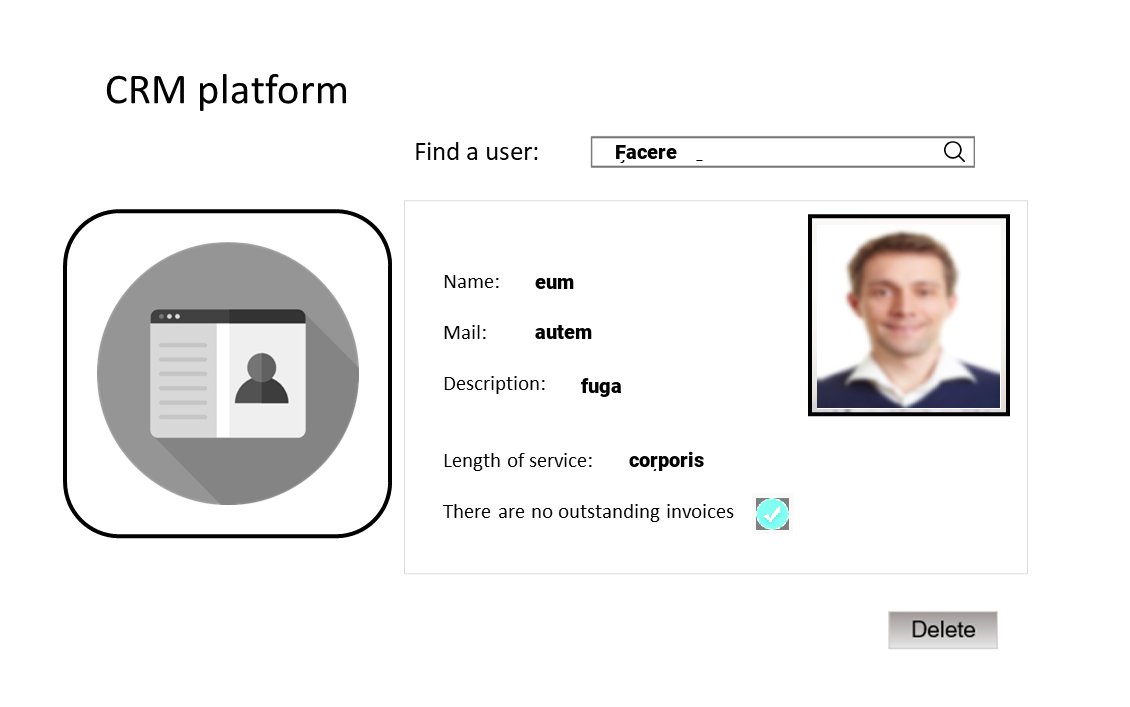 CRM platform
Find a user: Facere _
Name: eum
Mail: autem
Description: fuga
Length of service: corporis
There are no outstanding invoices
Delete